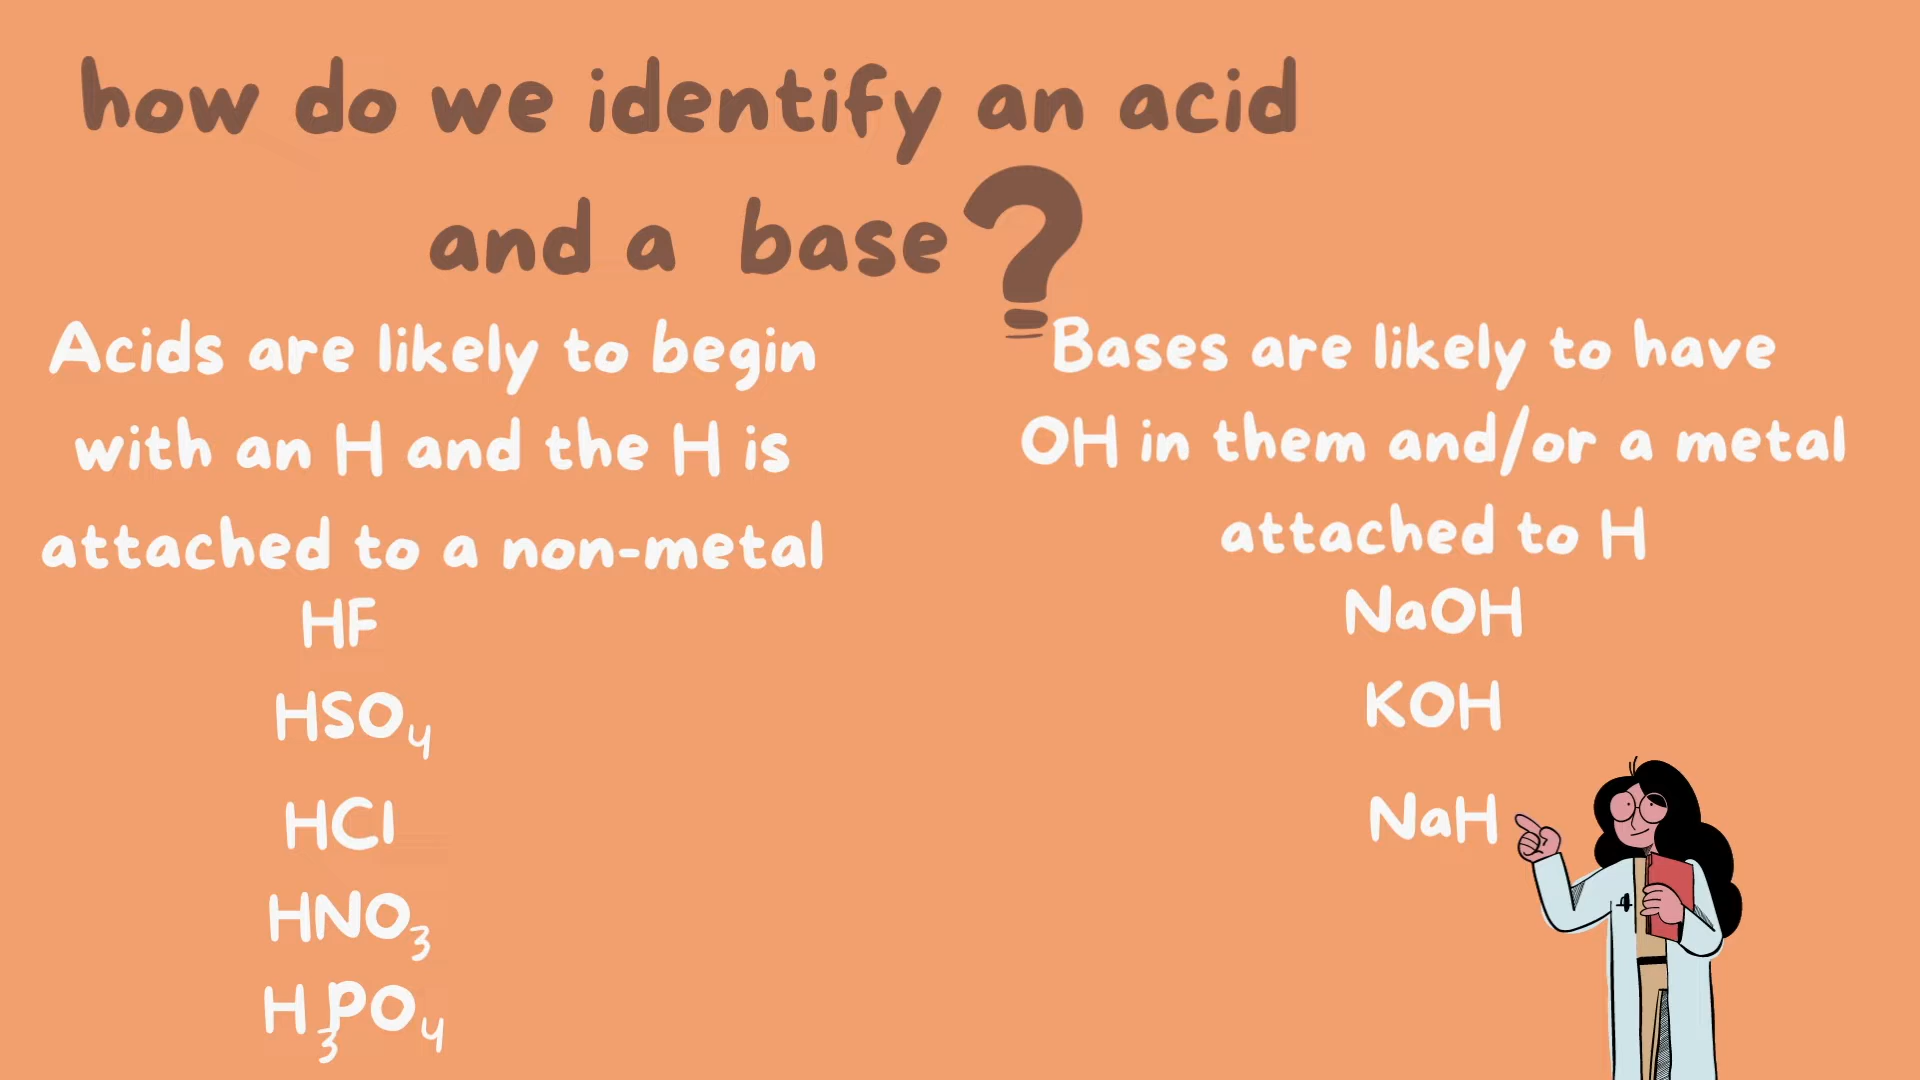 how do we identify an acid
and a base?
Acids are likely to begin
with an H and the H is
attached to a non-metal
HF
HSO₄
HCl
HNO₃
H₃PO₄
Bases are likely to have
OH in them and/or a metal
attached to H
NaOH
KOH
NaH